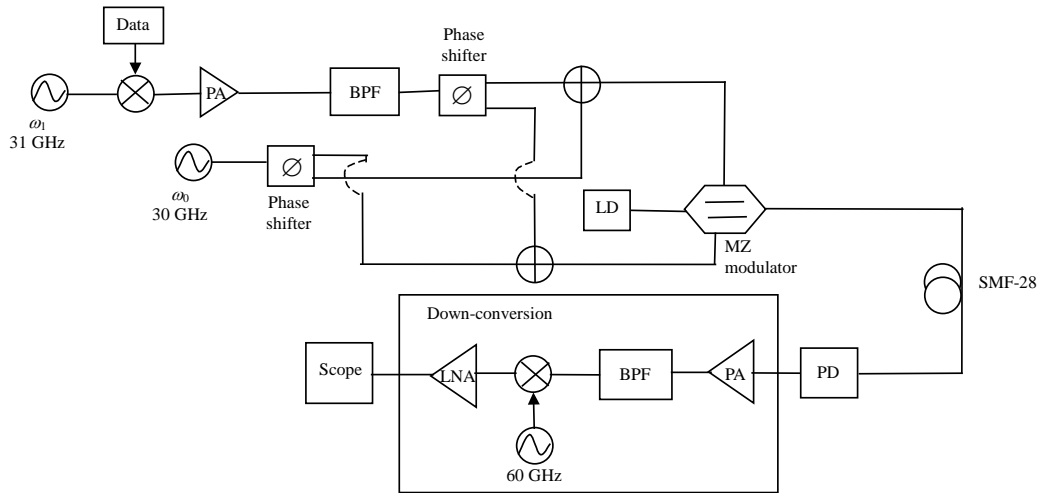 Data
Phase
shifter
PA
BPF
∅
ω1
31 GHz
∅
ω0
30 GHz
Phase
shifter
LD
MZ
modulator
SMF-28
Down-conversion
Scope
LNA
BPF
PA
PD
60 GHz